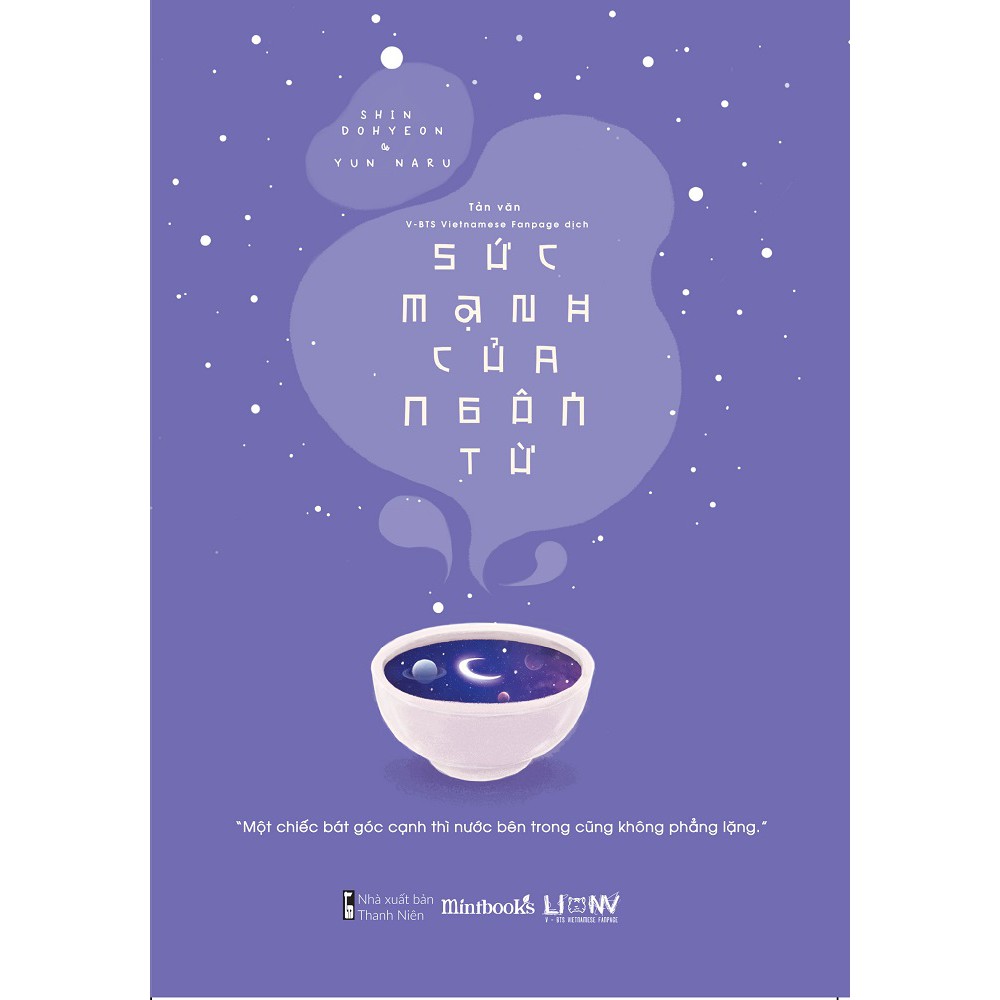 SHIN
DOHYEON
&
YUN NARU
Tản văn
V-BTS Vietnamese Fanpage dịch
SỨC
MẠNH
CỦA
NGÔN
TỪ
“Một chiếc bát góc cạnh thì nước bên trong cũng không phẳng lặng.”
Nhà xuất bản
Thanh Niên
mintbooks
LIONV
V - BTS VIETNAMESE FANPAGE